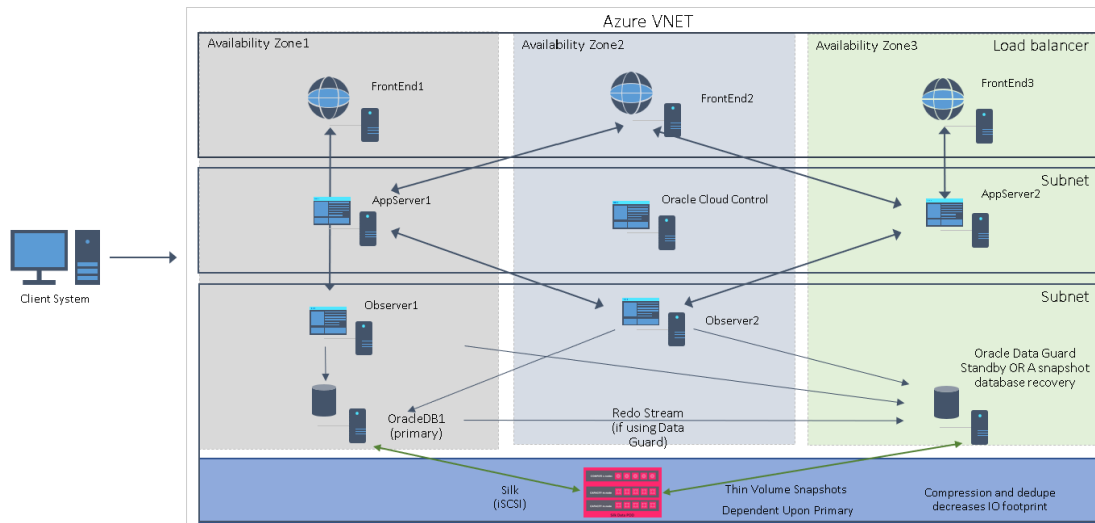 Azure VNET
Availability Zone1
Availability Zone2
Availability Zone3
Load balancer
FrontEnd1
FrontEnd2
FrontEnd3
Subnet
AppServer1
Oracle Cloud Control
AppServer2
Client System
Subnet
Observer1
Observer2
Oracle Data Guard
Standby OR A snapshot
database recovery
OracleDB1
(primary)
Redo Stream
(if using Data
Guard)
Silk
(iSCSI)
Thin Volume Snapshots
Dependent Upon Primary
Compression and dedupe
decreases IO footprint